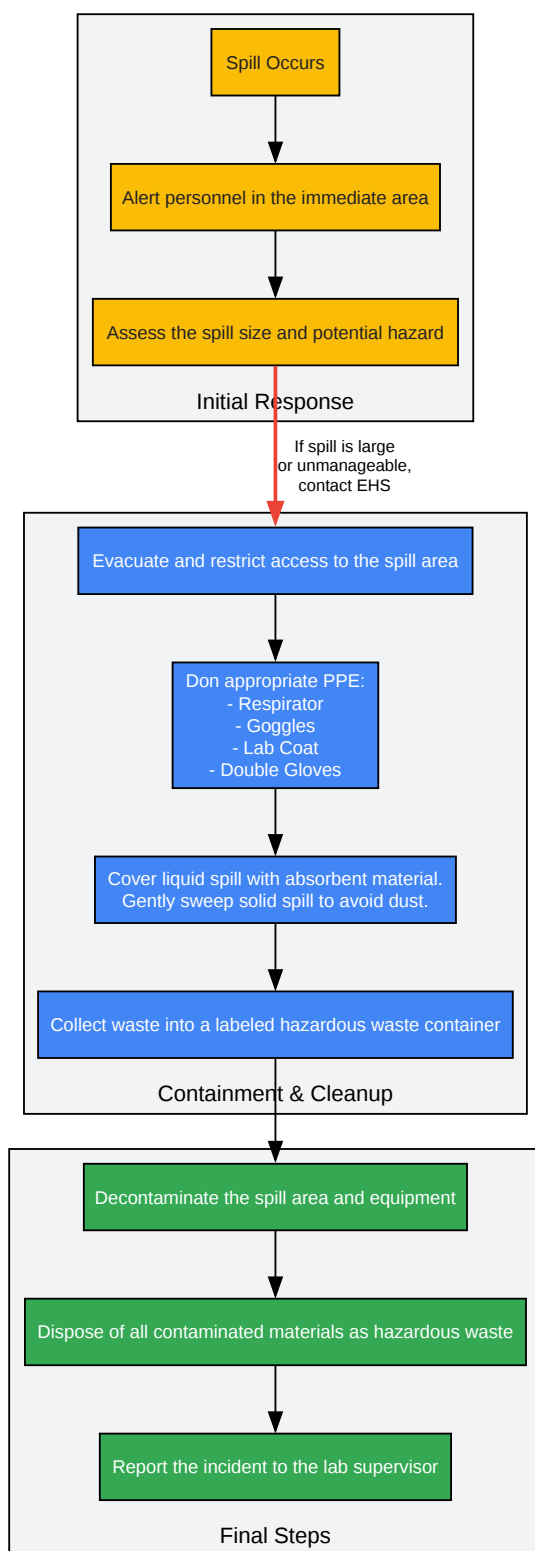 Spill Occurs
Alert personnel in the immediate area
Assess the spill size and potential hazard
Initial Response
If spill is large
or unmanageable,
contact EHS
Evacuate and restrict access to the spill area
Don appropriate PPE:
- Respirator
- Goggles
- Lab Coat
- Double Gloves
Cover liquid spill with absorbent material.
Gently sweep solid spill to avoid dust.
Collect waste into a labeled hazardous waste container
Containment & Cleanup
Decontaminate the spill area and equipment
Dispose of all contaminated materials as hazardous waste
Report the incident to the lab supervisor
Final Steps